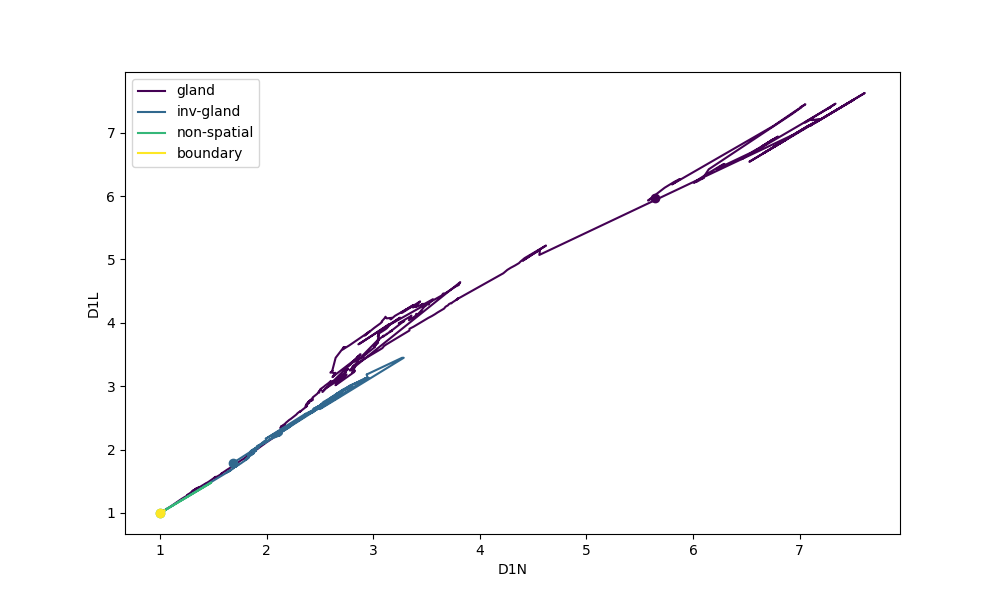 gland
inv-gland
non-spatial
boundary
7
6
5
4
3
2
1
D1L
1 2 3 4 5 6 7
D1N